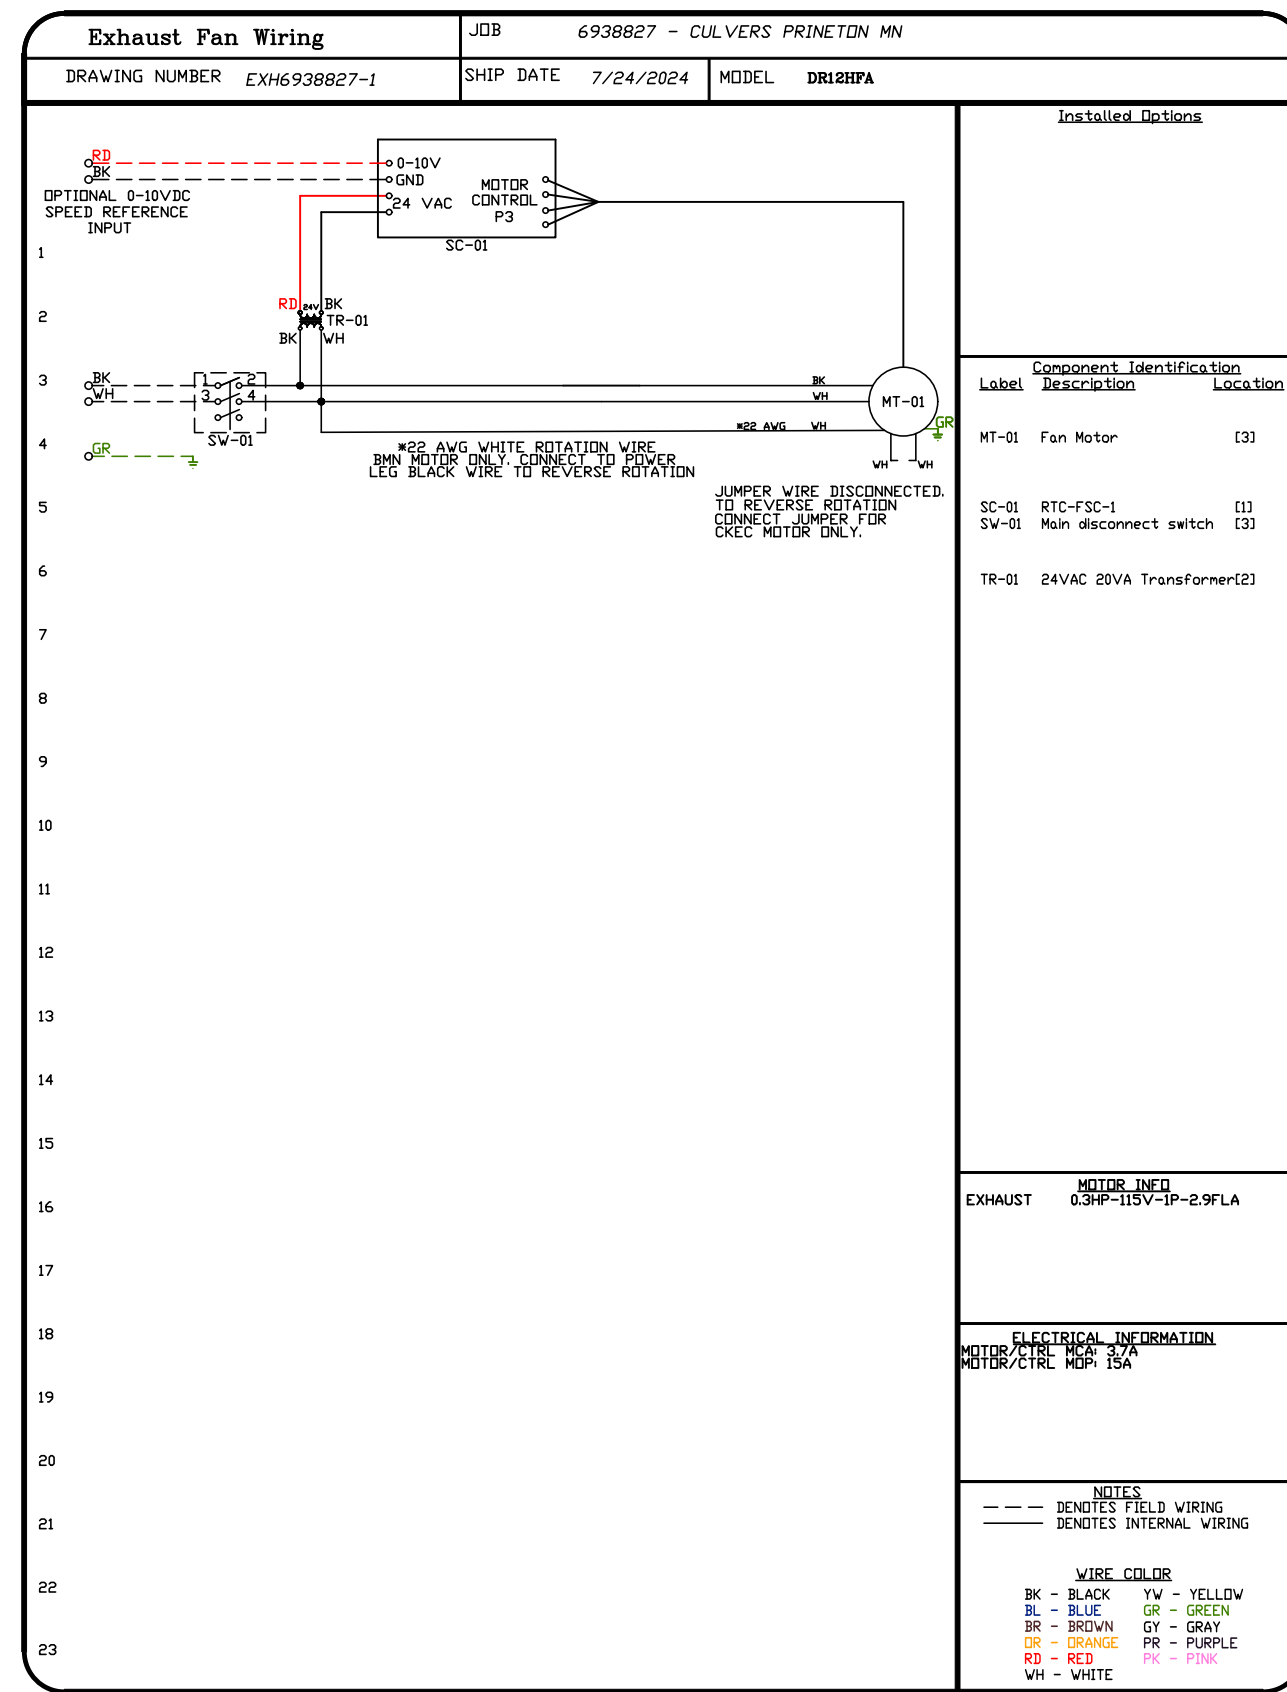 Exhaust Fan Wiring
JOB 6938827 - CULVERS PRINETON MN
DRAWING NUMBER EXH6938827-1
SHIP DATE 7/24/2024
MODEL DR12HFA
RD
BK
OPTIONAL 0-10VDC
SPEED REFERENCE
INPUT
0-10V
GND
24 VAC
MOTOR
CONTROL
P3
SC-01
RD 24V BK
TR-01
BK WH
BK
WH
1 2
3 4
SW-01
GR
BK
WH
*22 AWG WH
MT-01
GR
WH WH
*22 AWG WHITE ROTATION WIRE
BMN MOTOR ONLY. CONNECT TO POWER
LEG BLACK WIRE TO REVERSE ROTATION
JUMPER WIRE DISCONNECTED.
TO REVERSE ROTATION
CONNECT JUMPER FOR
CKEC MOTOR ONLY.
1
2
3
4
5
6
7
8
9
10
11
12
13
14
15
16
17
18
19
20
21
22
23
Installed Options
Component Identification
Label Description Location
MT-01 Fan Motor [3]
SC-01 RTC-FSC-1 [1]
SW-01 Main disconnect switch [3]
TR-01 24VAC 20VA Transformer[2]
MOTOR INFO
EXHAUST 0.3HP-115V-1P-2.9FLA
ELECTRICAL INFORMATION
MOTOR/CTRL MCA: 3.7A
MOTOR/CTRL MOP: 15A
NOTES
DENOTES FIELD WIRING
DENOTES INTERNAL WIRING
WIRE COLOR
BK - BLACK YW - YELLOW
BL - BLUE GR - GREEN
BR - BROWN GY - GRAY
OR - ORANGE PR - PURPLE
RD - RED PK - PINK
WH - WHITE